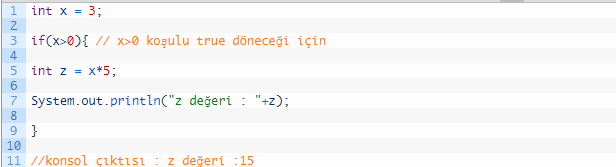 1 int x = 3;
2
3 if(x>0){ // x>0 koşulu true döneceği için
4
5 int z = x*5;
6
7 System.out.println("z değeri : "+z);
8
9 }
10
11 //konsol çıktısı : z değeri :15